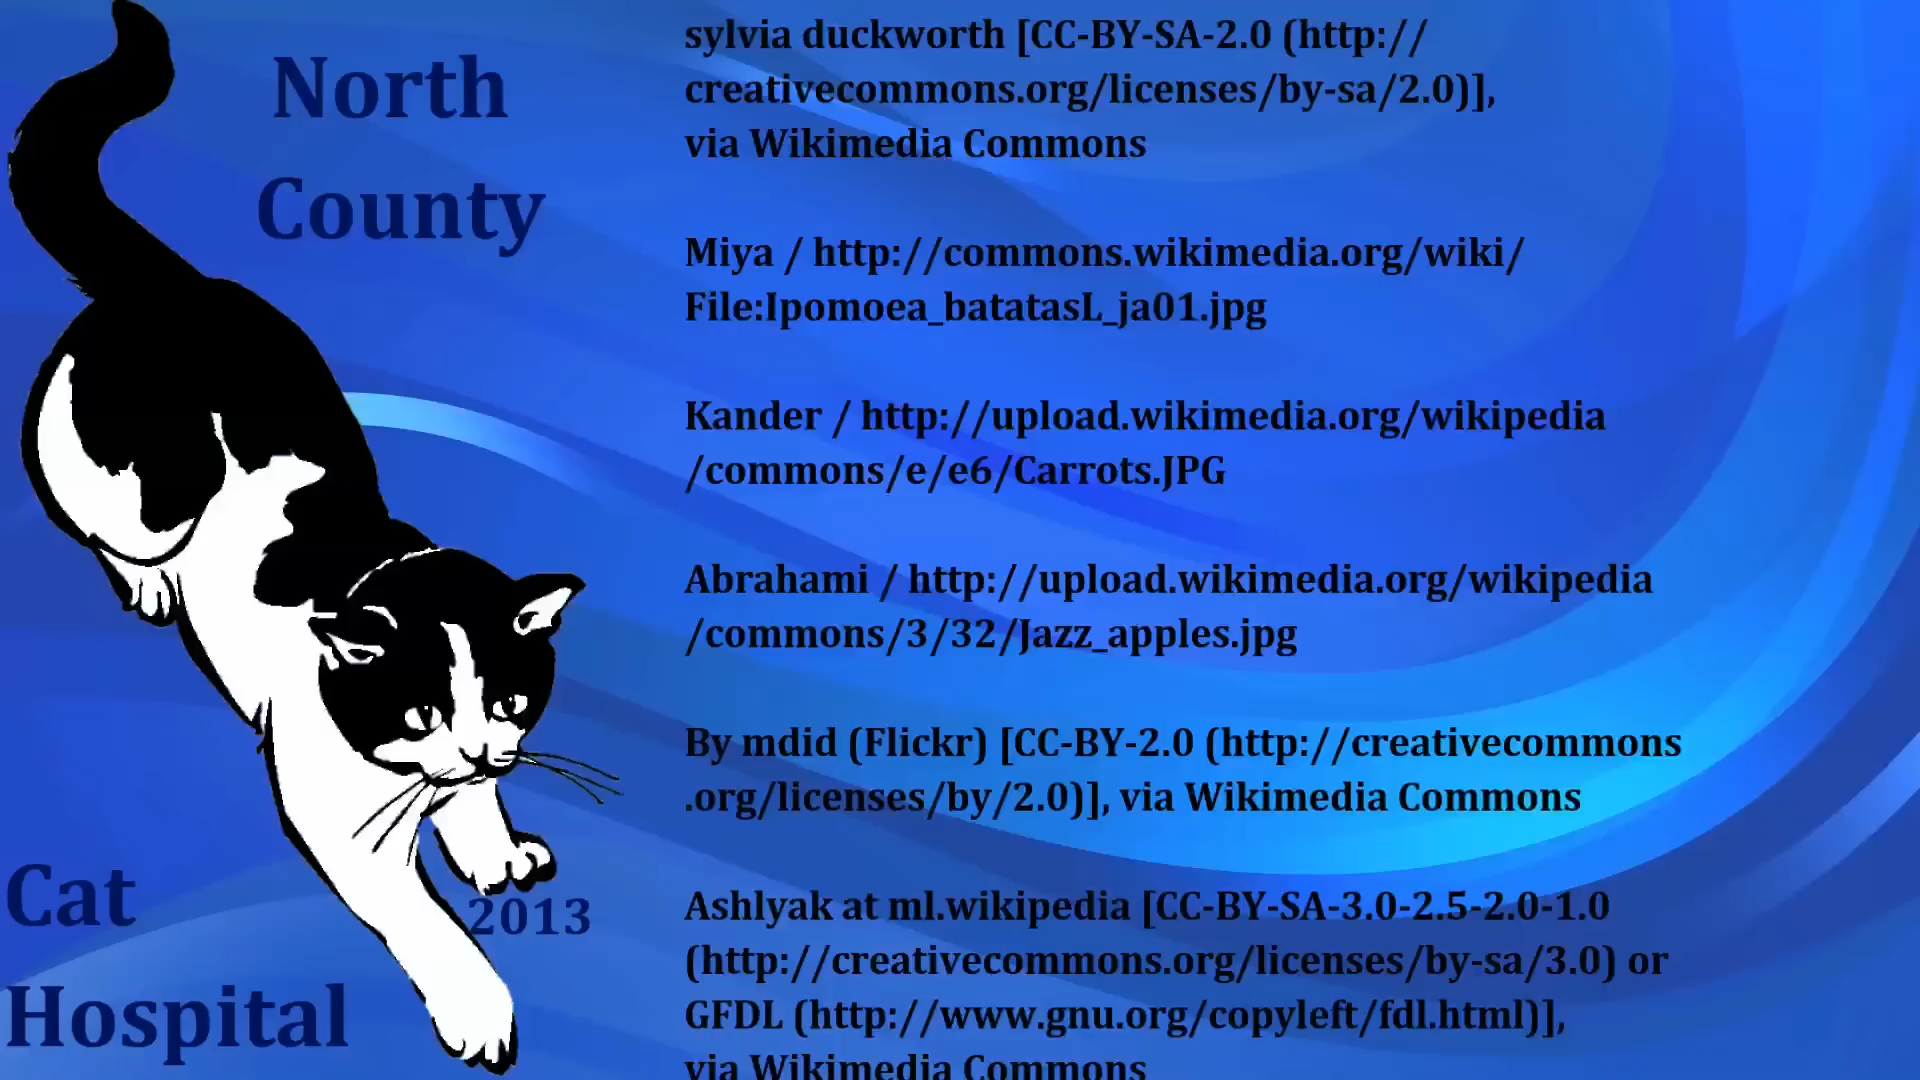 North
County
Cat
Hospital
2013
sylvia duckworth [CC-BY-SA-2.0 (http://
creativecommons.org/licenses/by-sa/2.0)],
via Wikimedia Commons
Miya / http://commons.wikimedia.org/wiki/
File:Ipomoea_batatasL_ja01.jpg
Kander / http://upload.wikimedia.org/wikipedia
/commons/e/e6/Carrots.JPG
Abrahami / http://upload.wikimedia.org/wikipedia
/commons/3/32/Jazz_apples.jpg
By mdid (Flickr) [CC-BY-2.0 (http://creativecommons
.org/licenses/by/2.0)], via Wikimedia Commons
Ashlyak at ml.wikipedia [CC-BY-SA-3.0-2.5-2.0-1.0
(http://creativecommons.org/licenses/by-sa/3.0) or
GFDL (http://www.gnu.org/copyleft/fdl.html)],
via Wikimedia Commons